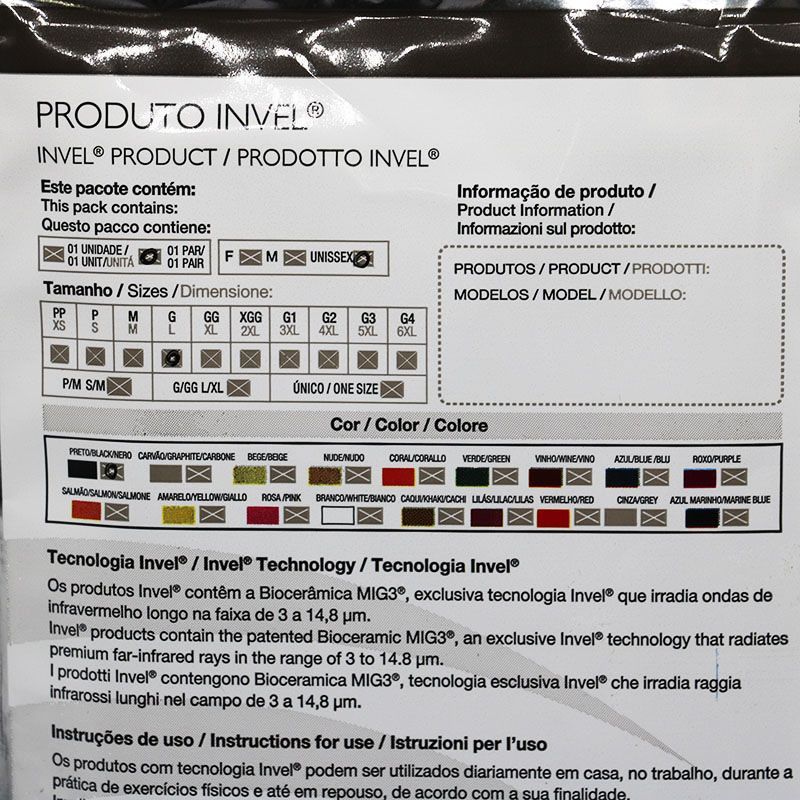 PRODUTO INVEL®
INVEL® PRODUCT / PRODOTTO INVEL®
Este pacote contém:
This pack contains:
Questo pacco contiene:
01 UNIDADE /
01 UNIT/UNITÁ
01 PAR/
01 PAIR
F M UNISSEX
Informação de produto /
Product Information /
Informazioni sul prodotto:
PRODUTOS / PRODUCT / PRODOTTI:
MODELOS / MODEL / MODELLO:
Tamanho / Sizes /Dimensione:
PP P M G GG XGG G1 G2 G3 G4
XS S M L XL 2XL 3XL 4XL 5XL 6XL
P/M S/M G/GG L/XL ÚNICO / ONE SIZE
Cor / Color / Colore
PRETO/BLACK/NERO CARVÃO/GRAPHITE/CARBONE BEGE/BEIGE NUDE/NUDO CORAL/CORALLO VERDE/GREEN VINHO/WINE/VINO AZUL/BLUE /BLU ROXO/PURPLE
SALMÃO/SALMON/SALMONE AMARELO/YELLOW/GIALLO ROSA /PINK BRANCO/WHITE/BIANCO CAQUI/KHAKI/CACHI LILÁS/LILAC/LILAS VERMELHO/RED CINZA/GREY AZUL MARINHO/MARINE BLUE
Tecnologia Invel® / Invel® Technology / Tecnologia Invel®
Os produtos Invel® contêm a Biocerâmica MIG3®, exclusiva tecnologia Invel® que irradia ondas de
infravermelho longo na faixa de 3 a 14,8 µm.
Invel® products contain the patented Bioceramic MIG3®, an exclusive Invel® technology that radiates
premium far-infrared rays in the range of 3 to 14.8 µm.
I prodotti Invel® contengono Bioceramica MIG3®, tecnologia esclusiva Invel® che irradia raggia
infrarossi lunghi nel campo de 3 a 14,8 µm.
Instruções de uso / Instructions for use / Istruzioni per l'uso
Os produtos com tecnologia Invel® podem ser utilizados diariamente em casa, no trabalho, durante a
prática de exercícios físicos e até em repouso, de acordo com a sua finalidade.